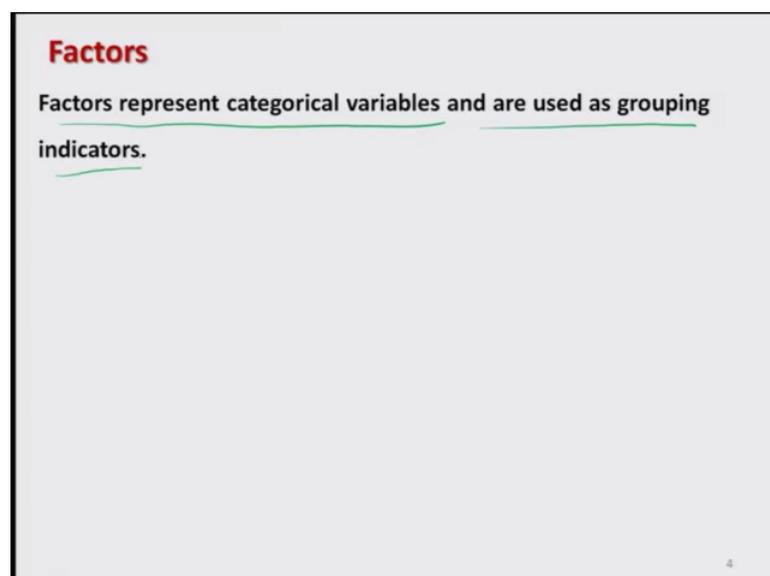 Factors
Factors represent categorical variables and are used as grouping
indicators.
4